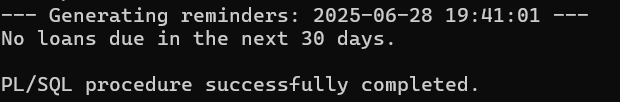 --- Generating reminders: 2025-06-28 19:41:01 ---
No loans due in the next 30 days.
PL/SQL procedure successfully completed.